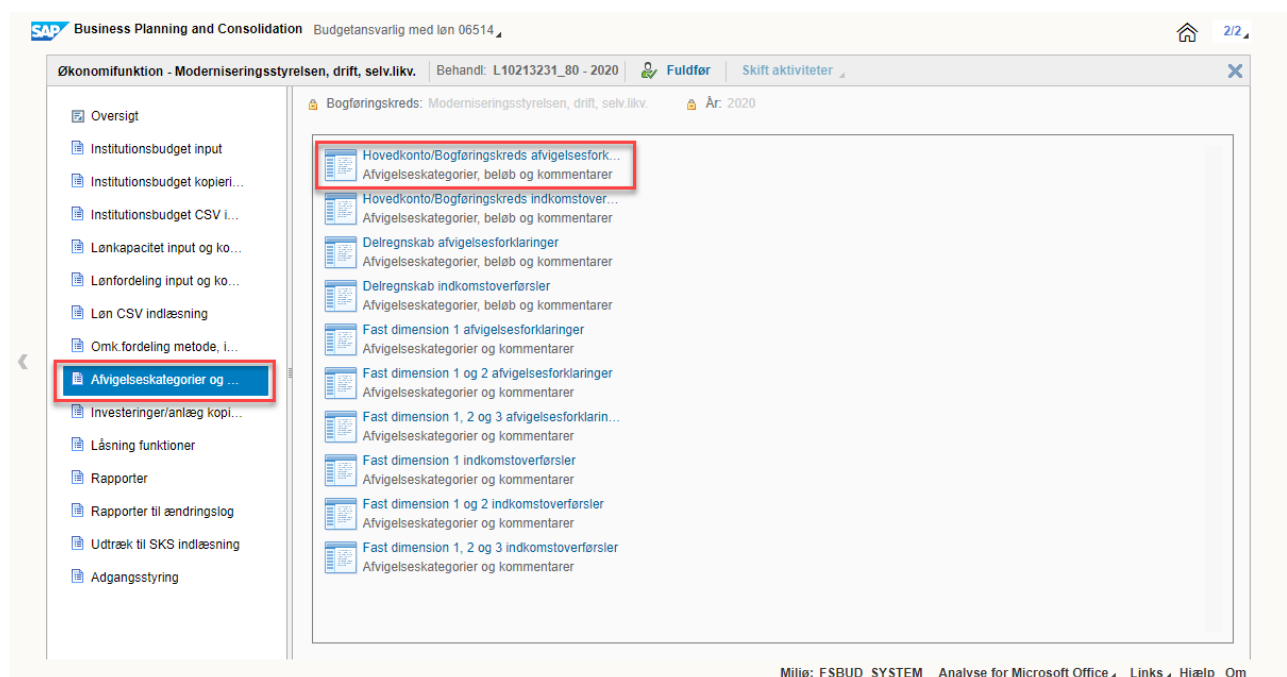 SAP Business Planning and Consolidation Budgetansvarlig med løn 06514 2/2
Økonomifunktion - Moderniseringsstyrelsen, drift, selv.likv. Behandl: L10213231_80 - 2020 Fuldfør Skift aktiviteter
Bogføringskreds: Moderniseringsstyrelsen, drift, selv.likv. År: 2020
Oversigt
Institutionsbudget input
Institutionsbudget kopieri...
Institutionsbudget CSV i...
Lønkapacitet input og ko...
Lønfordeling input og ko...
Løn CSV indlæsning
Omk.fordeling metode, i...
Afvigelseskategorier og ...
Investeringer/anlæg kopi...
Låsning funktioner
Rapporter
Rapporter til ændringslog
Udtræk til SKS indlæsning
Adgangsstyring
Hovedkonto/Bogføringskreds afvigelsesfork...
Afvigelseskategorier, beløb og kommentarer
Hovedkonto/Bogføringskreds indkomstover...
Afvigelseskategorier, beløb og kommentarer
Delregnskab afvigelsesforklaringer
Afvigelseskategorier, beløb og kommentarer
Delregnskab indkomstoverførsler
Afvigelseskategorier, beløb og kommentarer
Fast dimension 1 afvigelsesforklaringer
Afvigelseskategorier og kommentarer
Fast dimension 1 og 2 afvigelsesforklaringer
Afvigelseskategorier og kommentarer
Fast dimension 1, 2 og 3 afvigelsesforklarin...
Afvigelseskategorier og kommentarer
Fast dimension 1 indkomstoverførsler
Afvigelseskategorier og kommentarer
Fast dimension 1 og 2 indkomstoverførsler
Afvigelseskategorier og kommentarer
Fast dimension 1, 2 og 3 indkomstoverførsler
Afvigelseskategorier og kommentarer
Miljø: FSBUD_SYSTEM Analyse for Microsoft Office Links Hjælp Om